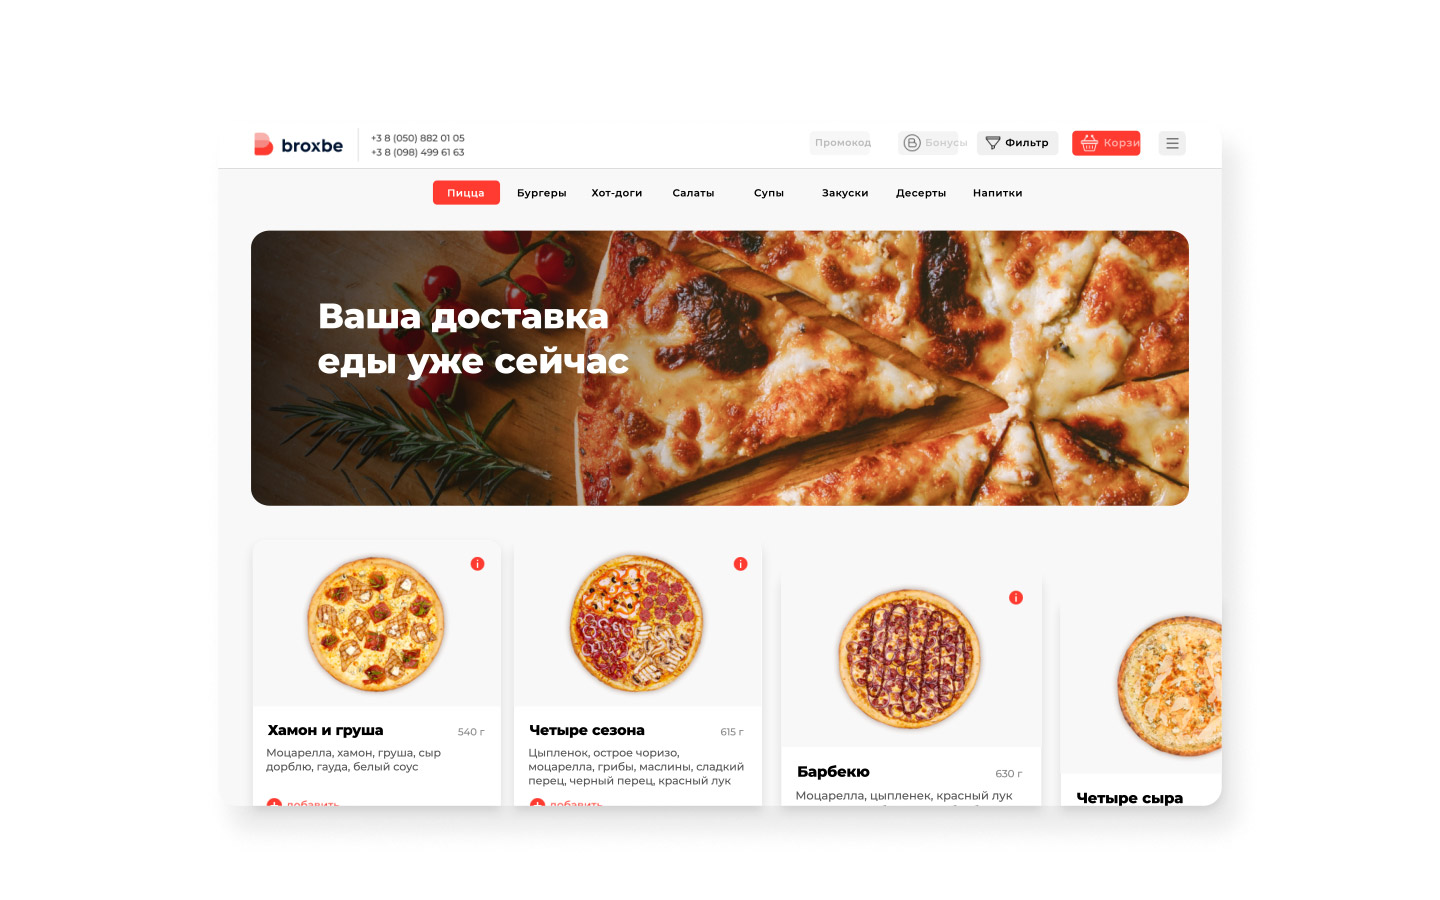 broxbe
+3 8 (050) 882 01 05
+3 8 (098) 499 61 63
Промокод
Бонусы
Фильтр
Корзи
Пицца Бургеры Хот-доги Салаты Супы Закуски Десерты Напитки
Ваша доставка
еды уже сейчас
Хамон и груша 540 г
Моцарелла, хамон, груша, сыр
дорблю, гауда, белый соус
добавить
Четыре сезона 615 г
Цыпленок, острое чоризо,
моцарелла, грибы, маслины, сладкий
перец, черный перец, красный лук
добавить
Барбекю 630 г
Моцарелла, цыпленек, красный лук
Четыре сыра